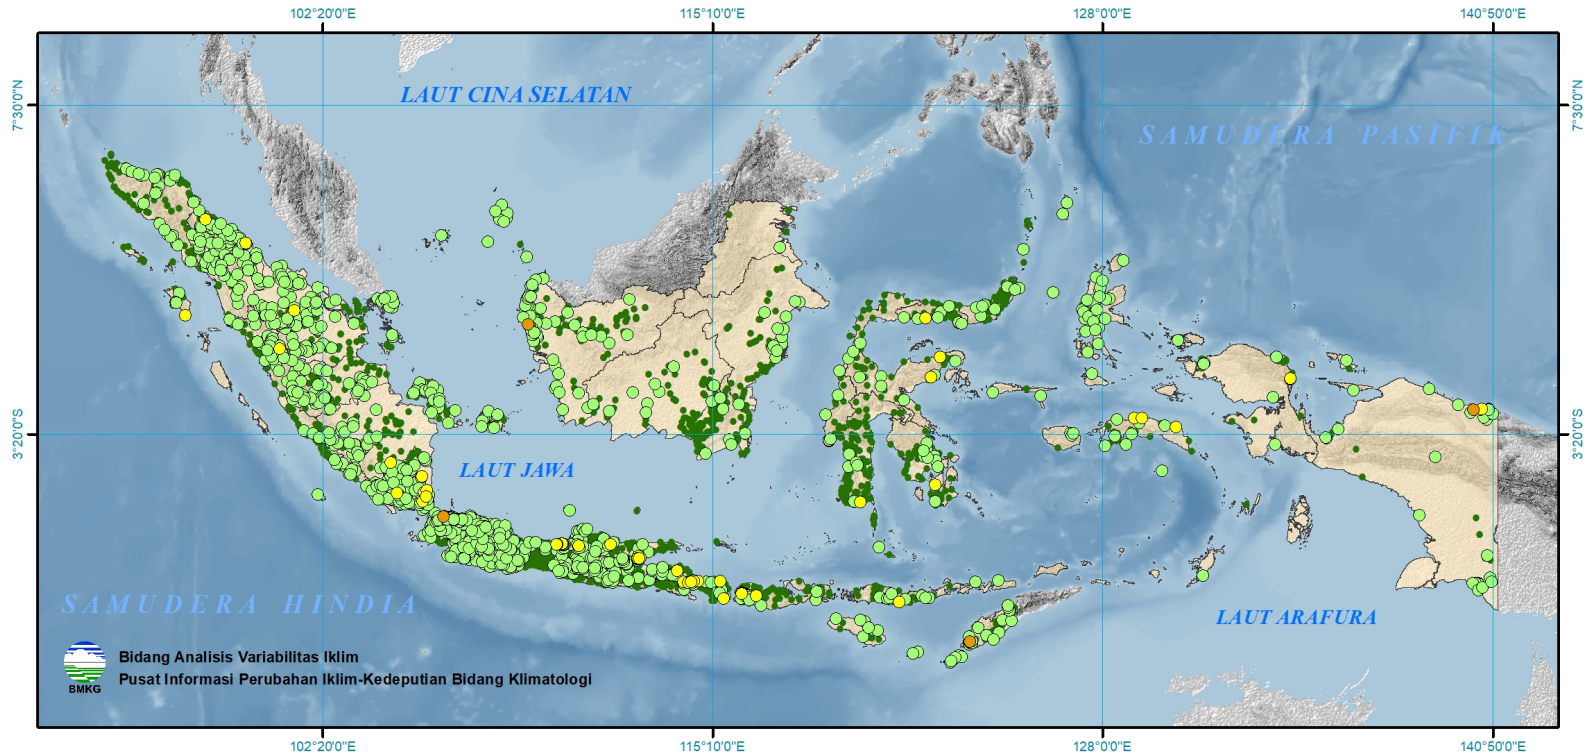 102°20'0"E 115°10'0"E 128°0'0"E 140°50'0"E
7°30'0"N 7°30'0"N
LAUT CINA SELATAN
SAMUDERA PASIFIK
3°20'0"S 3°20'0"S
LAUT JAWA
SAMUDERA HINDIA
LAUT ARAFURA
Bidang Analisis Variabilitas Iklim
Pusat Informasi Perubahan Iklim-Kedeputian Bidang Klimatologi
BMKG
102°20'0"E 115°10'0"E 128°0'0"E 140°50'0"E